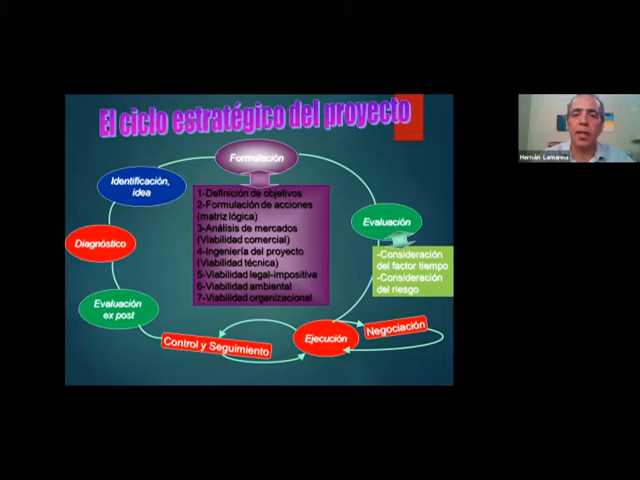 El ciclo estratégico del proyecto
Hernán Lamanna
Formulación
Identificación,
idea
1-Definición de objetivos
2-Formulación de acciones
(matriz lógica)
3-Análisis de mercados
(Viabilidad comercial)
4-Ingeniería del proyecto
(Viabilidad técnica)
5-Viabilidad legal-impositiva
6-Viabilidad ambiental
7-Viabilidad organizacional
Evaluación
-Consideración
del factor tiempo
-Consideración
del riesgo
Diagnóstico
Evaluación
ex post
Control y Seguimiento
Ejecución
Negociación